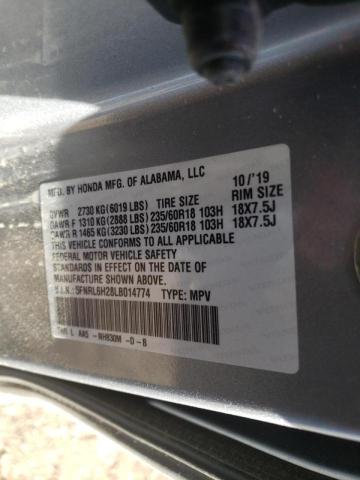 MFD. BY HONDA MFG. OF ALABAMA, LLC 10/'19
GVWR 2730 KG(6019 LBS) TIRE SIZE RIM SIZE
GAWR F 1310 KG(2888 LBS)235/60R18 103H 18X7.5J
GAWR R 1465 KG(3230 LBS)235/60R18 103H 18X7.5J
THIS VEHICLE CONFORMS TO ALL APPLICABLE
FEDERAL MOTOR VEHICLE SAFETY
STANDARDS IN EFFECT ON THE DATE OF
MANUFACTURE SHOWN ABOVE.
V.I.N.: 5FNRL6H28LB014774 TYPE: MPV
THR L A05 -NH830M -D-B